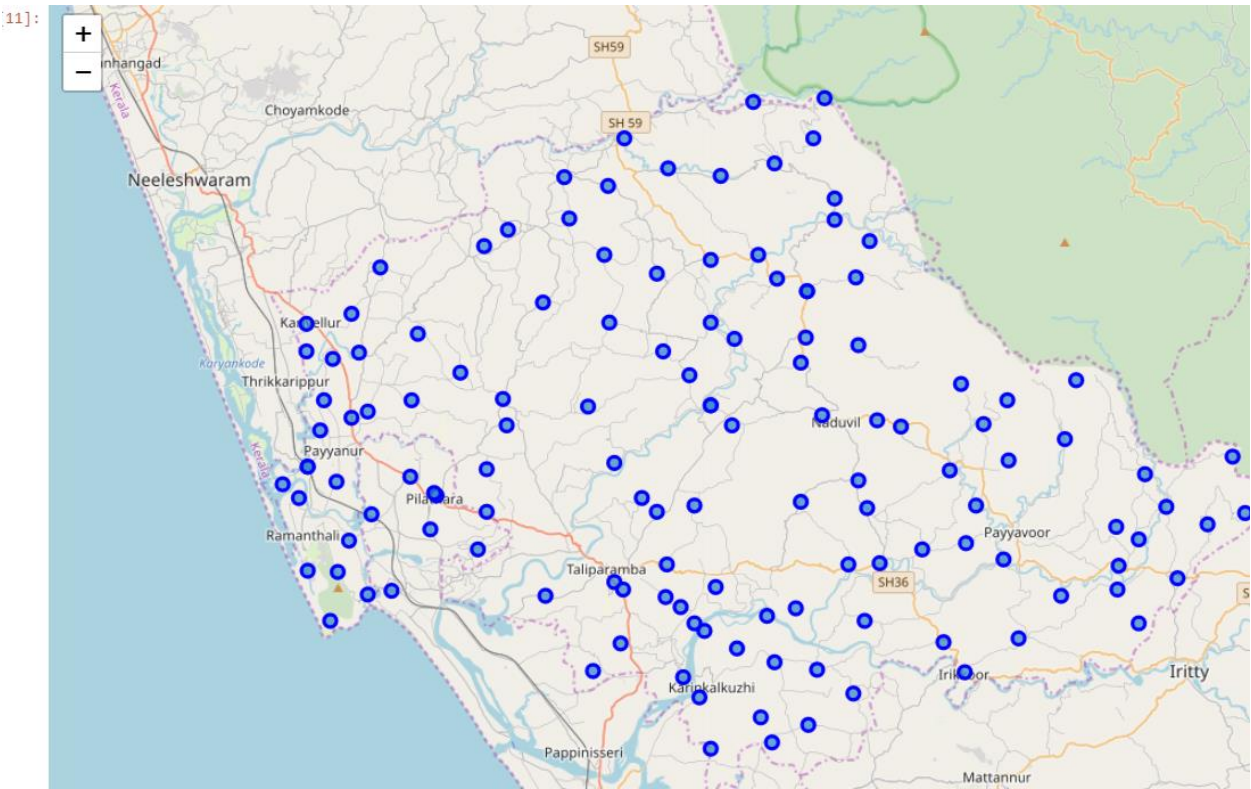 [11]:
+
−
SH59
anhangad
Kerala
Choyamkode
SH 59
Neeleshwaram
Karyankode
Thrikkarippur
Naduvil
Payyanur
Kerala
Ramanthali
Payyavoor
Taliparamba
SH36
Iritty
Karinkalkuzhi
Pappinisseri
Mattannur